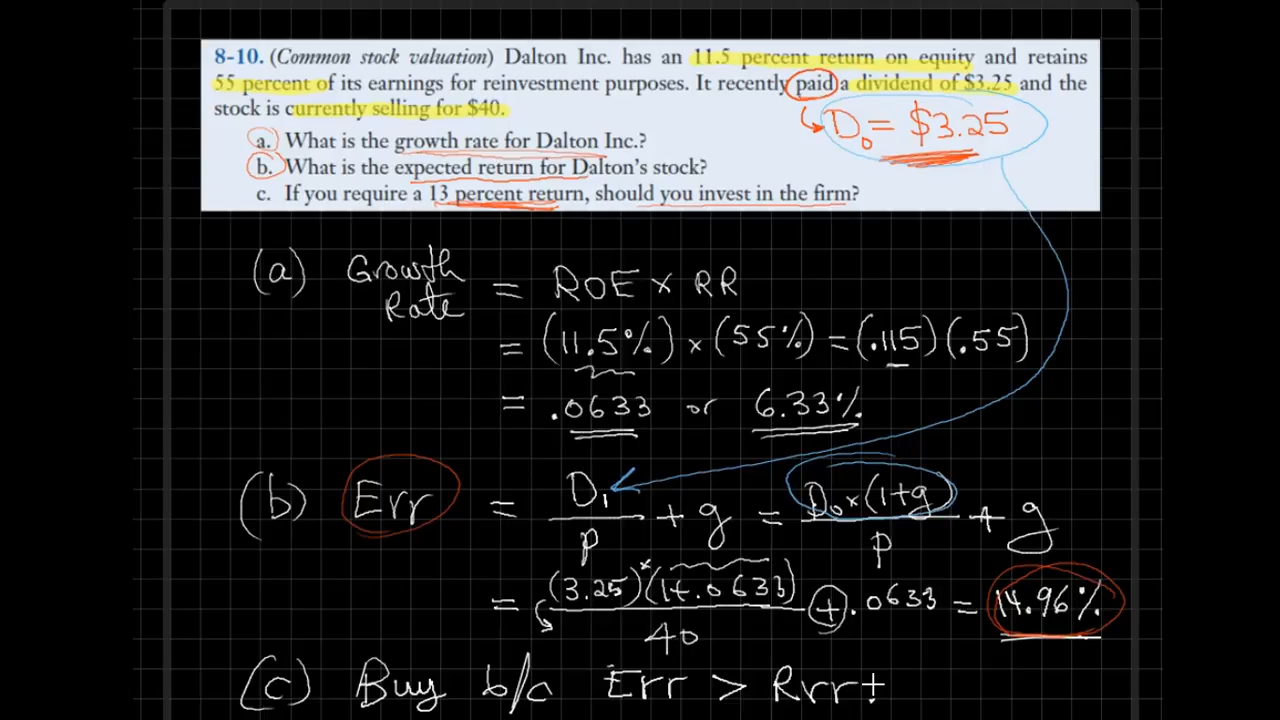 8-10. (Common stock valuation) Dalton Inc. has an 11.5 percent return on equity and retains
55 percent of its earnings for reinvestment purposes. It recently paid a dividend of $3.25 and the
stock is currently selling for $40.
D₀ = $3.25
a. What is the growth rate for Dalton Inc.?
b. What is the expected return for Dalton's stock?
c. If you require a 13 percent return, should you invest in the firm?
(a) Growth Rate = ROE × RR
= (11.5%) × (55%) = (.115)(.55)
= .0633 or 6.33%
(b) Err = D₁/P + g = D₀×(1+g)/P + g
= (3.25)×(1+.0633)/40 + .0633 = 14.96%
(c) Buy b/c Err > Rrr!